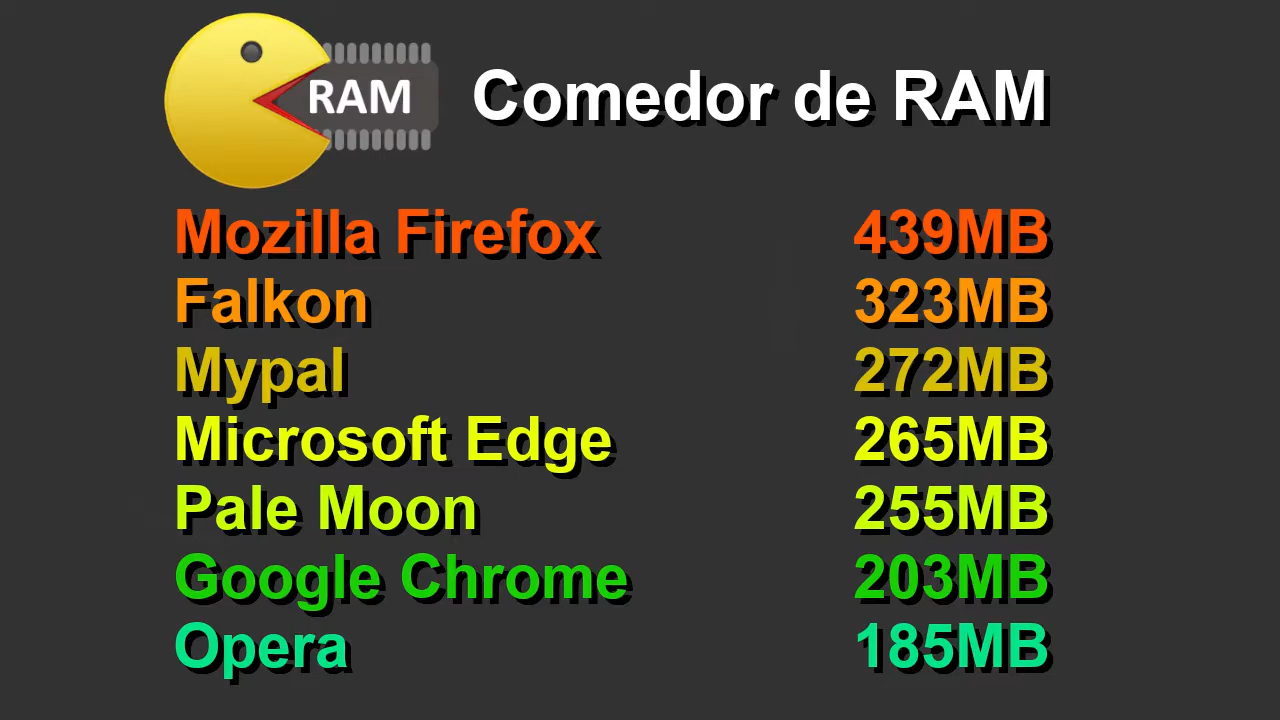 RAM Comedor de RAM
Mozilla Firefox 439MB
Falkon 323MB
Mypal 272MB
Microsoft Edge 265MB
Pale Moon 255MB
Google Chrome 203MB
Opera 185MB